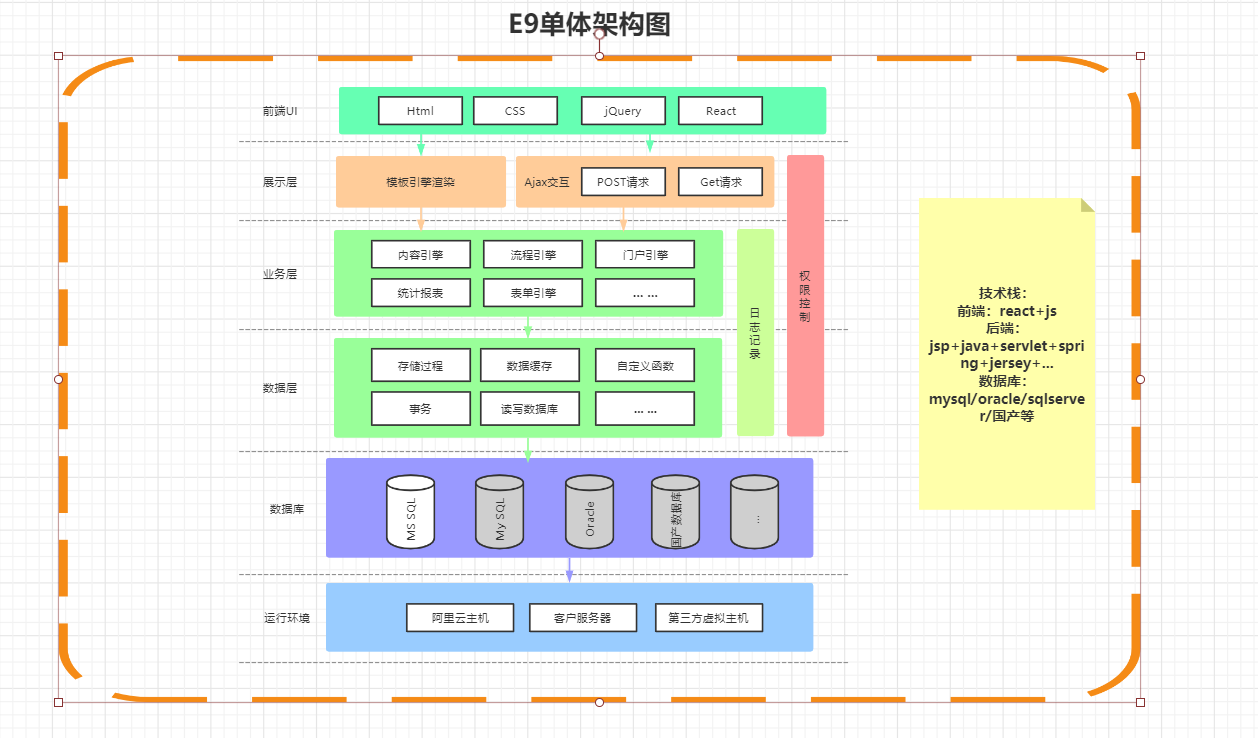 E9单体架构图
前端UI
Html
CSS
jQuery
React
展示层
模板引擎渲染
Ajax交互
POST请求
Get请求
业务层
内容引擎
流程引擎
门户引擎
统计报表
表单引擎
... ...
数据层
存储过程
数据缓存
自定义函数
事务
读写数据库
... ...
日志记录
权限控制
数据库
MS SQL
My SQL
Oracle
国产数据库
...
运行环境
阿里云主机
客户服务器
第三方虚拟主机
技术栈：
前端：react+js
后端：
jsp+java+servlet+spri
ng+jersey+...
数据库：
mysql/oracle/sqlserve
r/国产等